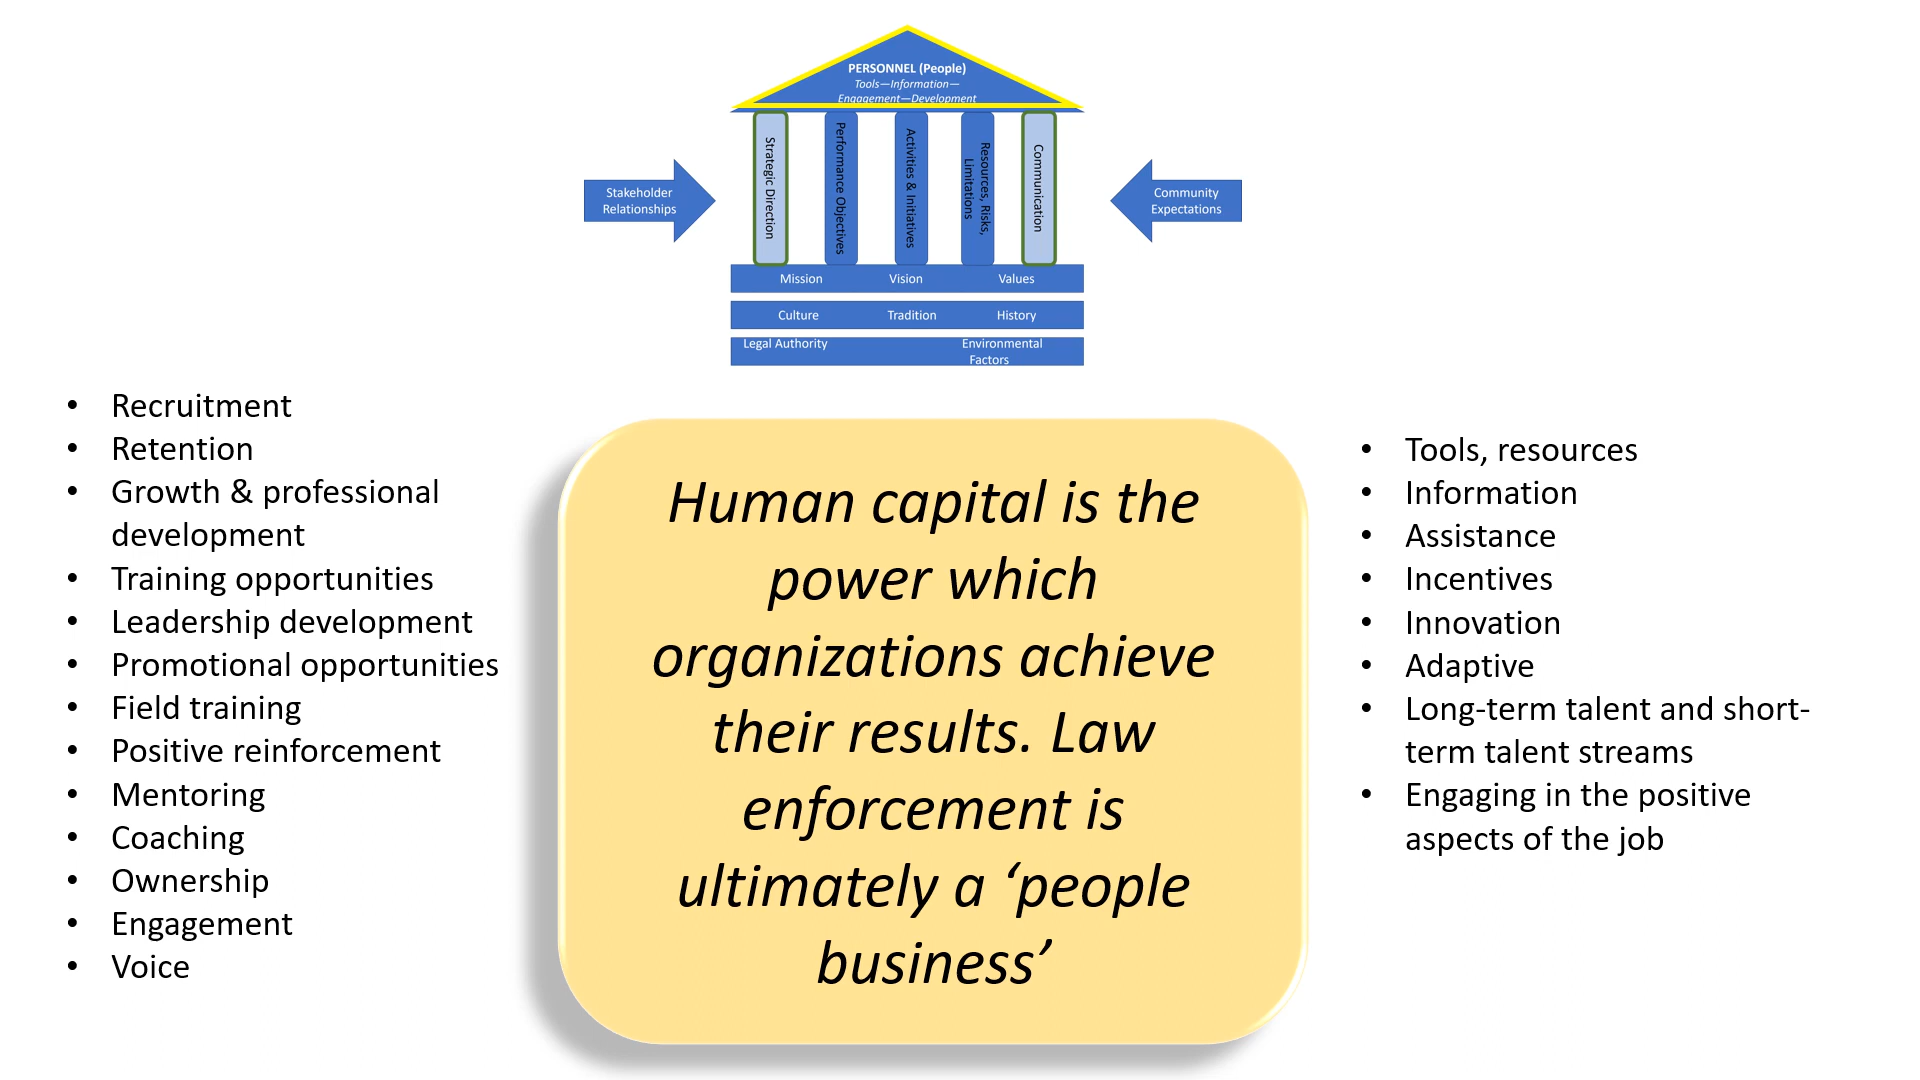 PERSONNEL (People)
Tools—Information—
Engagement—Development
Strategic Direction
Performance Objectives
Activities & Initiatives
Resources, Risks,
Limitations
Communication
Stakeholder
Relationships
Community
Expectations
Mission Vision Values
Culture Tradition History
Legal Authority Environmental
Factors
• Recruitment
• Retention
• Growth & professional
development
• Training opportunities
• Leadership development
• Promotional opportunities
• Field training
• Positive reinforcement
• Mentoring
• Coaching
• Ownership
• Engagement
• Voice
Human capital is the
power which
organizations achieve
their results. Law
enforcement is
ultimately a ‘people
business’
• Tools, resources
• Information
• Assistance
• Incentives
• Innovation
• Adaptive
• Long-term talent and short-
term talent streams
• Engaging in the positive
aspects of the job